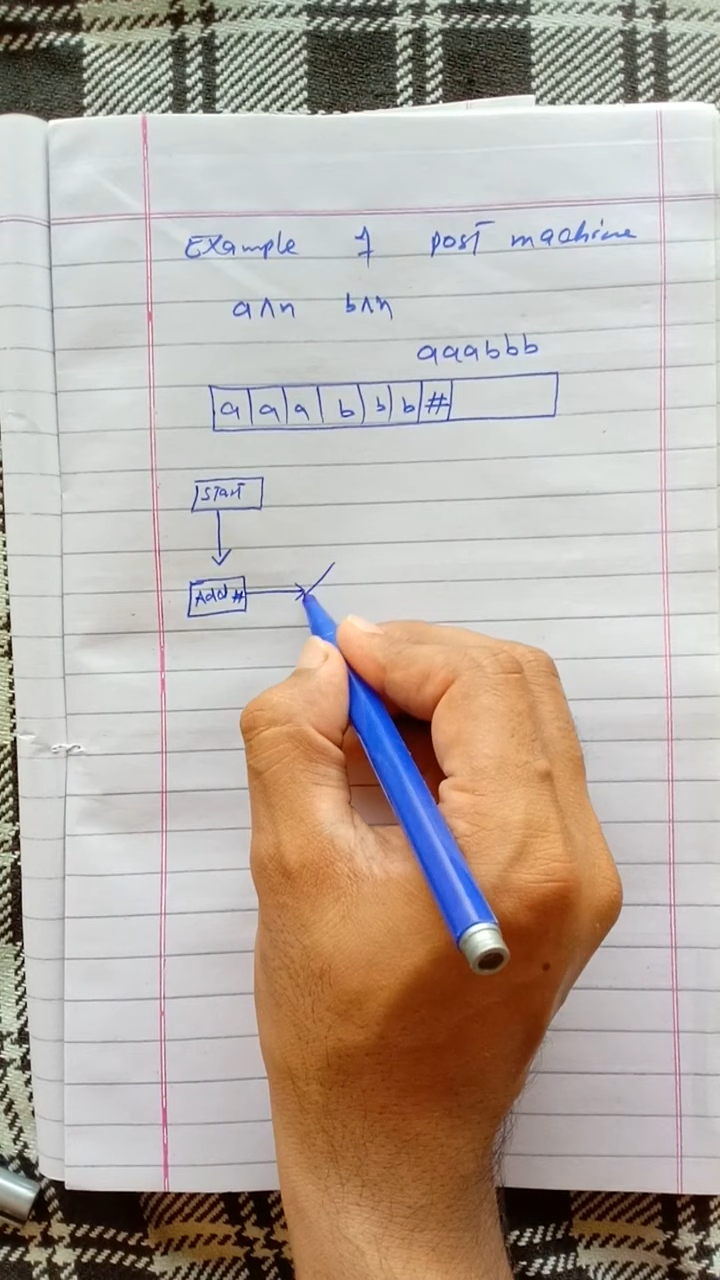 Example of post machine
a^n b^n
aaabbb
a a a b b b #
Start
Add #